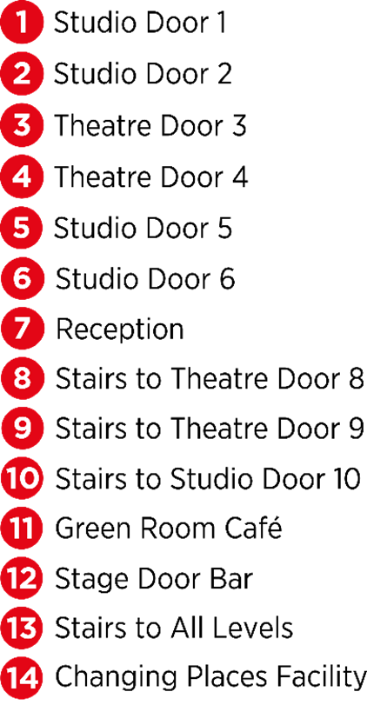 1 Studio Door 1
2 Studio Door 2
3 Theatre Door 3
4 Theatre Door 4
5 Studio Door 5
6 Studio Door 6
7 Reception
8 Stairs to Theatre Door 8
9 Stairs to Theatre Door 9
10 Stairs to Studio Door 10
11 Green Room Café
12 Stage Door Bar
13 Stairs to All Levels
14 Changing Places Facility